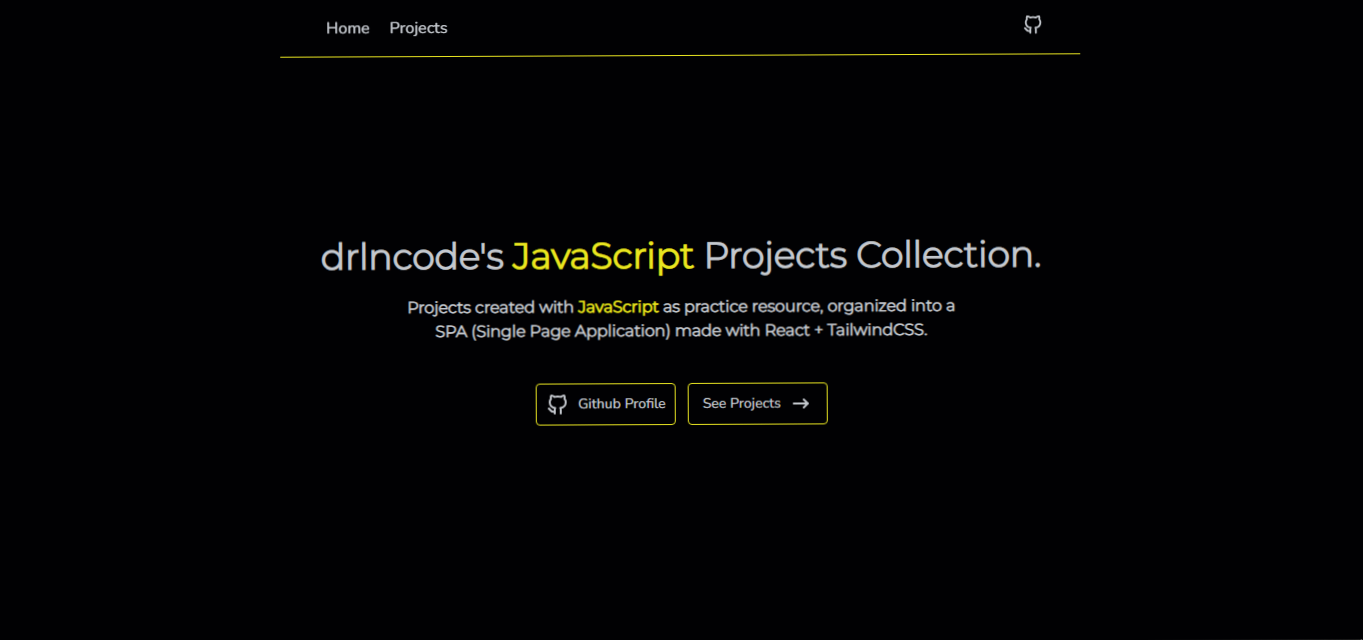 Home Projects
drlncode's JavaScript Projects Collection.
Projects created with JavaScript as practice resource, organized into a
SPA (Single Page Application) made with React + TailwindCSS.
Github Profile See Projects →